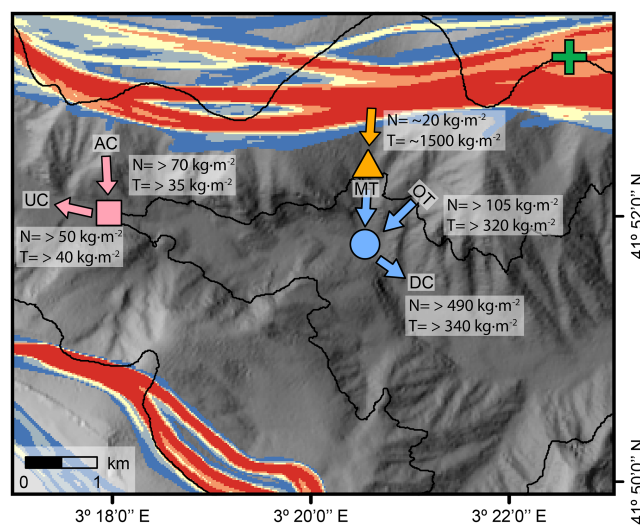 N= ~20 kg·m⁻²
T= ~1500 kg·m⁻²
AC
N= > 70 kg·m⁻²
T= > 35 kg·m⁻²
MT
OT
UC
N= > 105 kg·m⁻²
T= > 320 kg·m⁻²
N= > 50 kg·m⁻²
T= > 40 kg·m⁻²
DC
N= > 490 kg·m⁻²
T= > 340 kg·m⁻²
41° 52’0’’ N
km
0 1
41° 50’0’’ N
3° 18’0’’ E 3° 20’0’’ E 3° 22’0’’ E